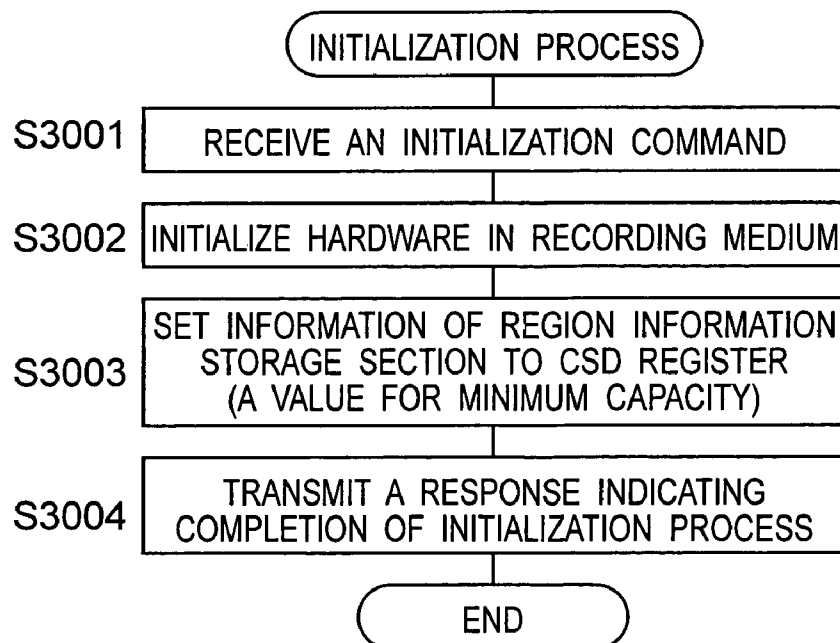 INITIALIZATION PROCESS
S3001
RECEIVE AN INITIALIZATION COMMAND
S3002
INITIALIZE HARDWARE IN RECORDING MEDIUM
S3003
SET INFORMATION OF REGION INFORMATION
STORAGE SECTION TO CSD REGISTER
(A VALUE FOR MINIMUM CAPACITY)
S3004
TRANSMIT A RESPONSE INDICATING
COMPLETION OF INITIALIZATION PROCESS
END